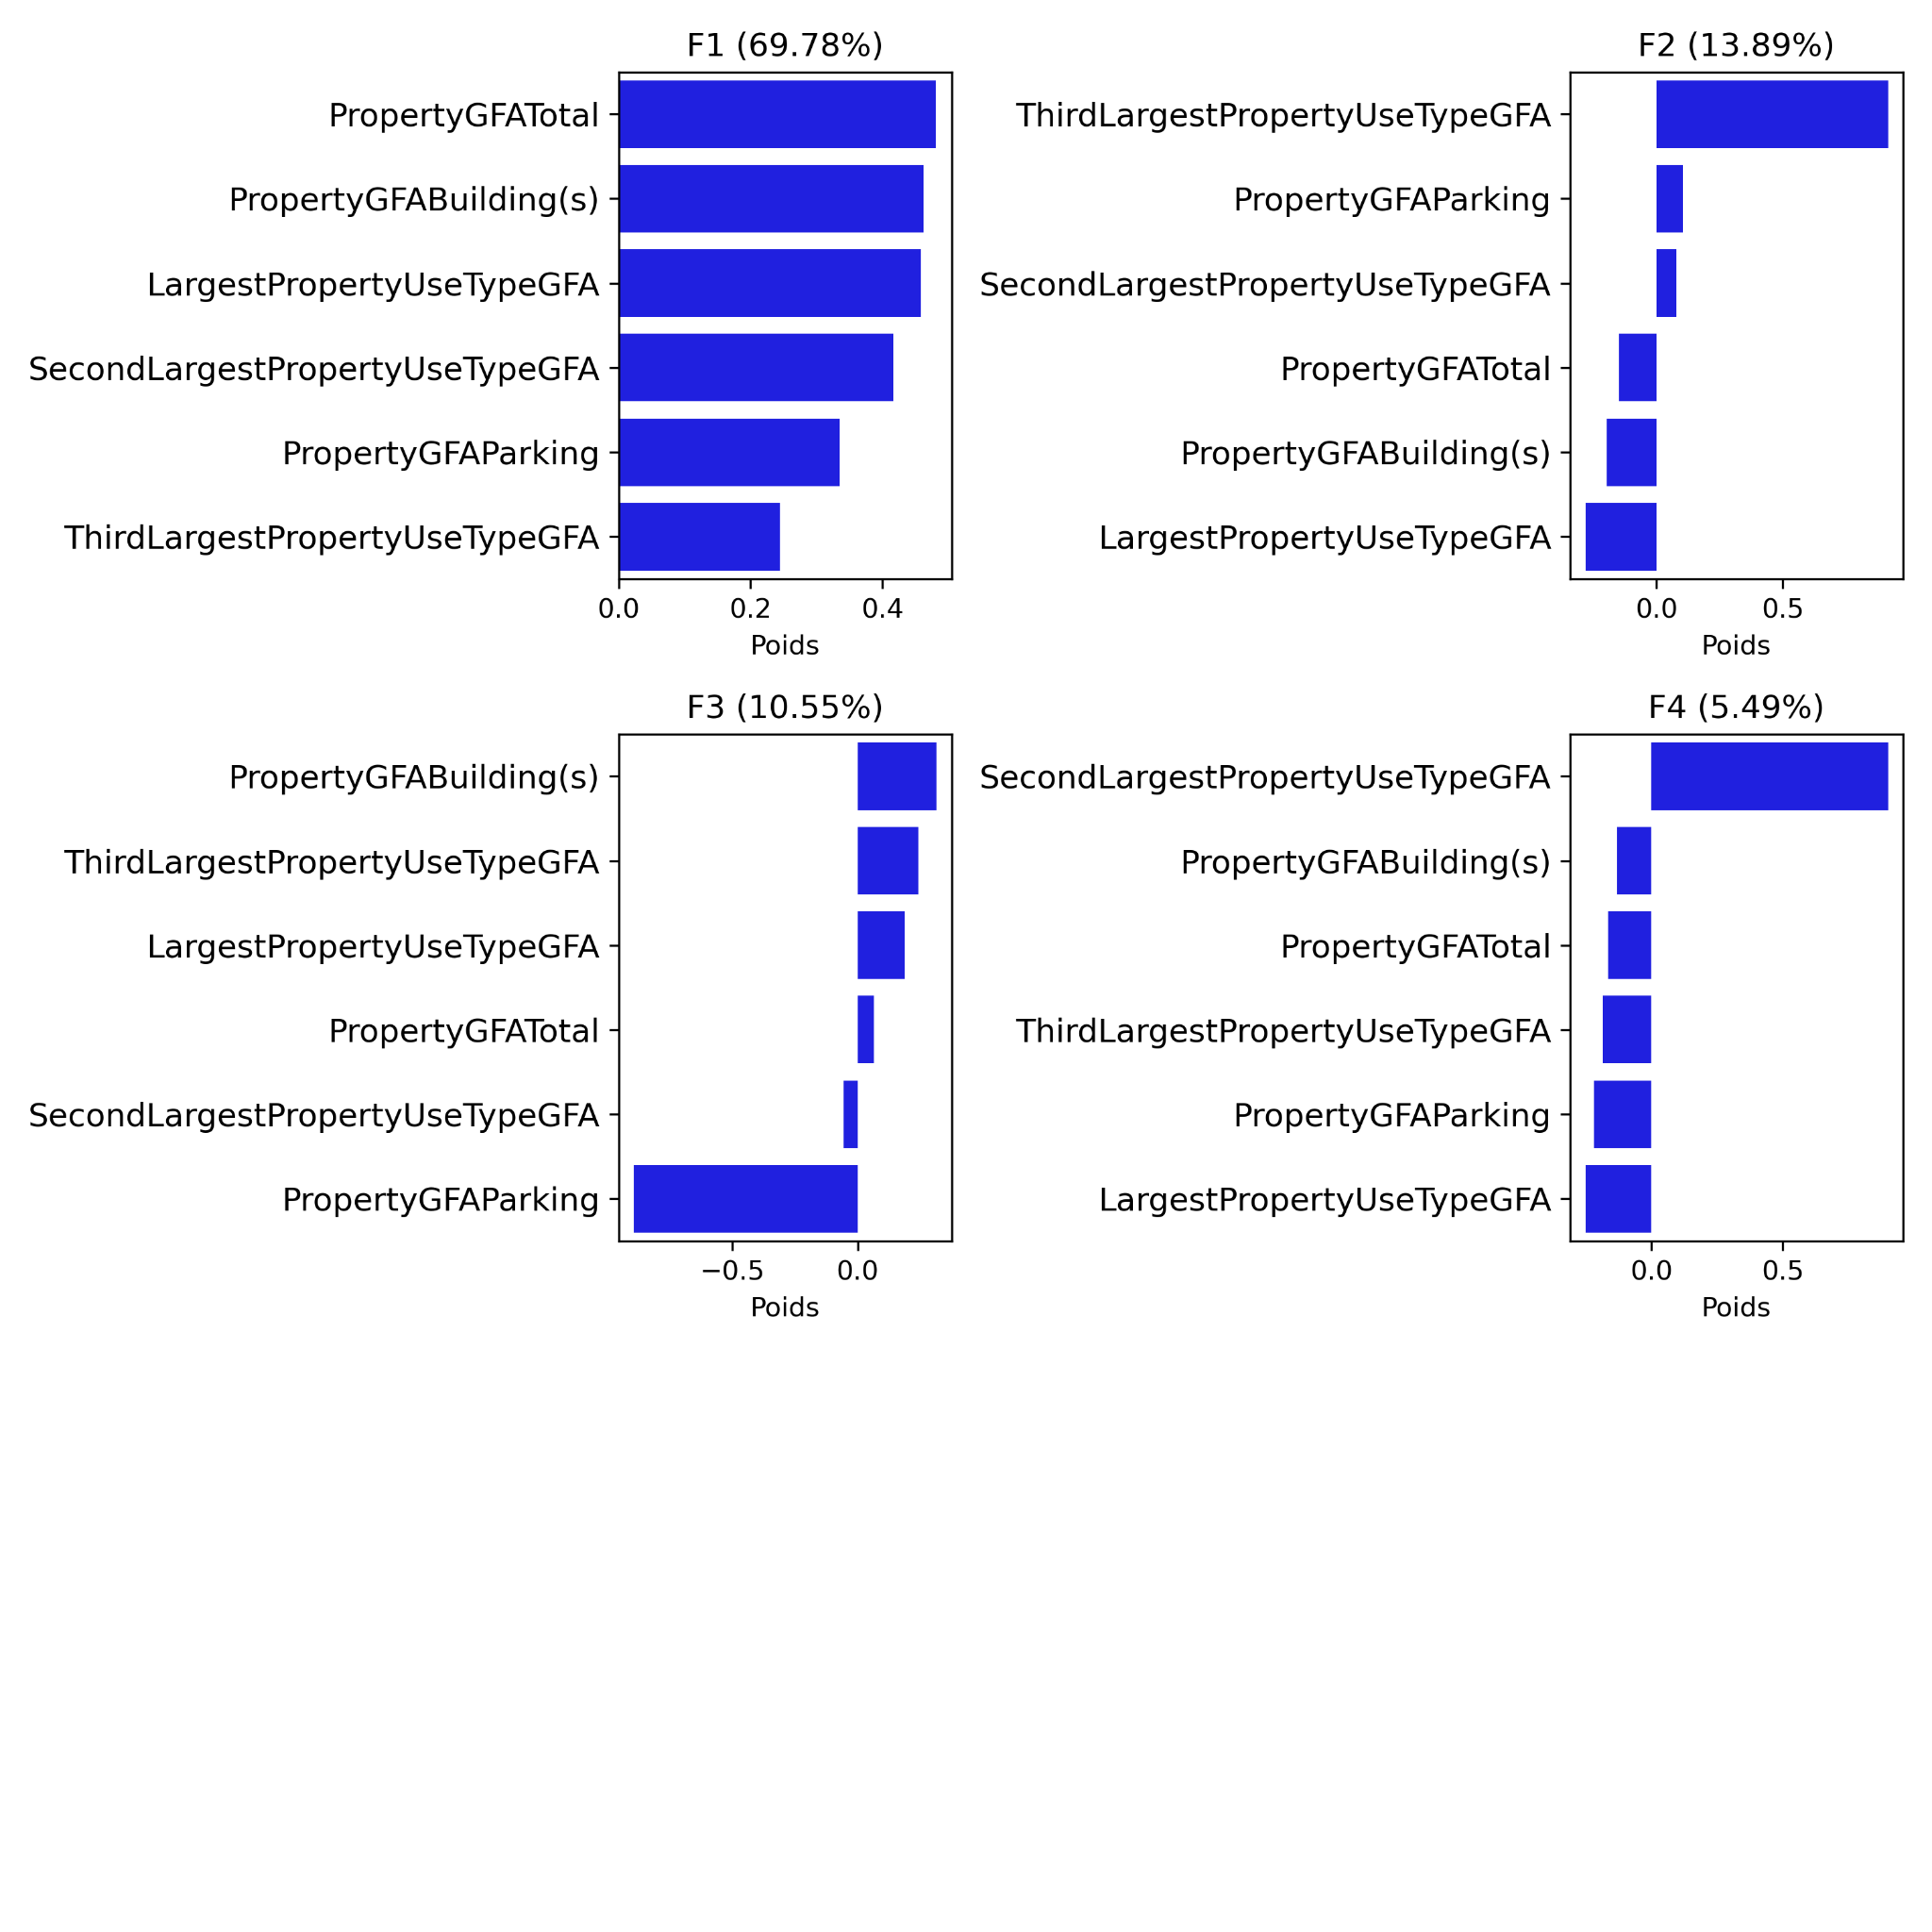 F1 (69.78%)
PropertyGFATotal
PropertyGFABuilding(s)
LargestPropertyUseTypeGFA
SecondLargestPropertyUseTypeGFA
PropertyGFAParking
ThirdLargestPropertyUseTypeGFA
0.0 0.2 0.4
Poids
F2 (13.89%)
ThirdLargestPropertyUseTypeGFA
PropertyGFAParking
SecondLargestPropertyUseTypeGFA
PropertyGFATotal
PropertyGFABuilding(s)
LargestPropertyUseTypeGFA
0.0 0.5
Poids
F3 (10.55%)
PropertyGFABuilding(s)
ThirdLargestPropertyUseTypeGFA
LargestPropertyUseTypeGFA
PropertyGFATotal
SecondLargestPropertyUseTypeGFA
PropertyGFAParking
−0.5 0.0
Poids
F4 (5.49%)
SecondLargestPropertyUseTypeGFA
PropertyGFABuilding(s)
PropertyGFATotal
ThirdLargestPropertyUseTypeGFA
PropertyGFAParking
LargestPropertyUseTypeGFA
0.0 0.5
Poids